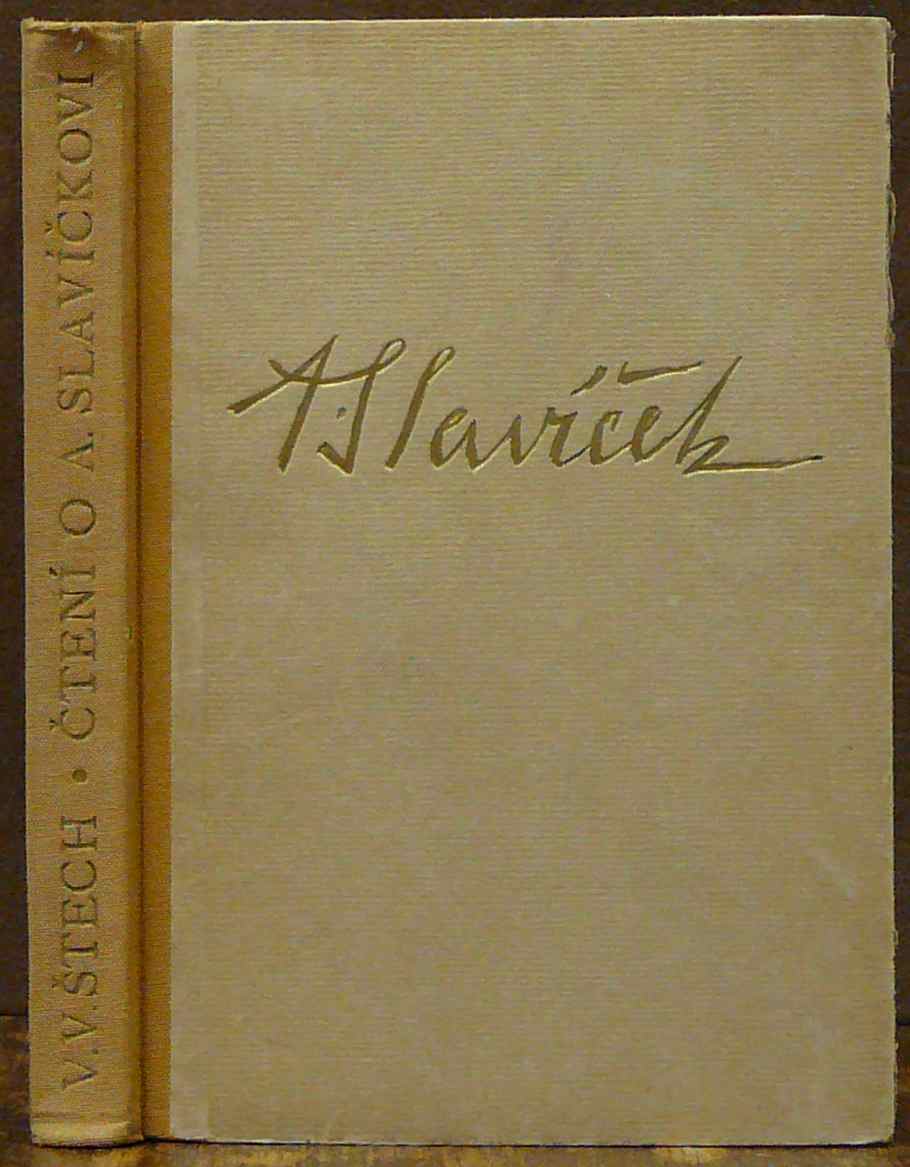 V. V. ŠTECH • ČTENÍ O A. SLAVÍČKOVI
A. Slavíček